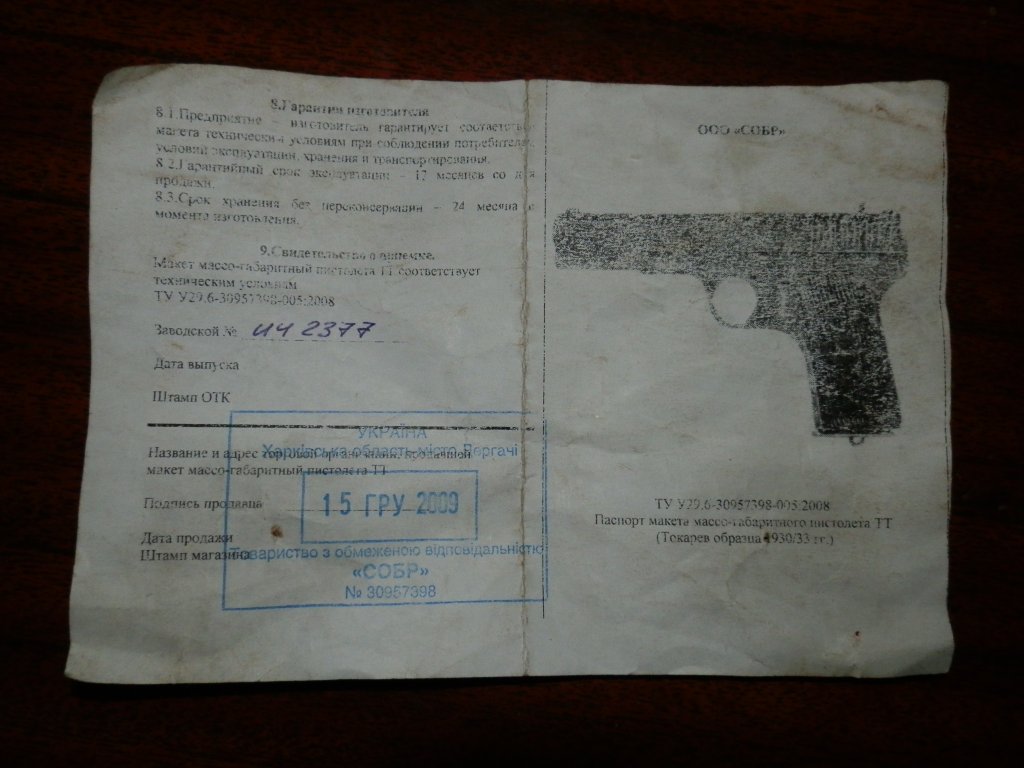 8.Гарантии изготовителя
8.1.Предприятие – изготовитель гарантирует
макета техническим условиям при соблюдении
условий эксплуатации, хранения и транспортирования.
8.2.Гарантийный срок эксплуатации – 12 месяцев со дня
продажи.
8.3.Срок хранения без переконсервации – 24 месяца с
момента изготовления.
9.Свидетельство о приемке.
Макет массо-габаритный пистолета ТТ соответствует
техническим условиям
ТУ У29.6-30957398-005:2008
Заводской № ИЧ 2377
Дата выпуска
Штамп ОТК
УКРАЇНА
Харківська область місто Дергачі
Название и адрес торговой организации, продавшей
макет массо-габаритный пистолета ТТ
Подпись продавца
15 ГРУ 2009
Дата продажи
Штамп магазина
Товариство з обмеженою відповідальністю
«СОБР»
№ 30957398
ООО «СОБР»
ТУ У29.6-30957398-005:2008
Паспорт макета массо-габаритного пистолета ТТ
(Токарев образца 1930/33 гг.)